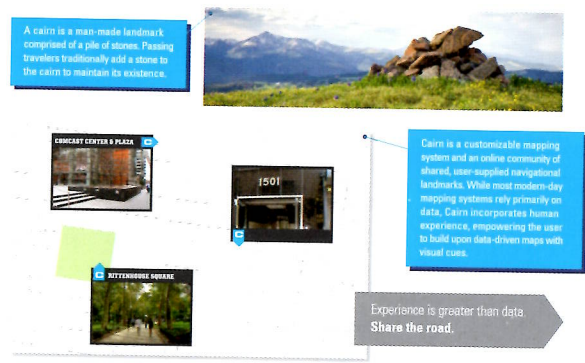 A cairn is a man-made landmark
comprised of a pile of stones. Passing
travelers traditionally add a stone to
the cairn to maintain its existence.
COMCAST CENTER & PLAZA
C
1501
C
C
RITTENHOUSE SQUARE
Cairn is a customizable mapping
system and an online community of
shared, user-supplied navigational
landmarks. While most modern-day
mapping systems rely primarily on
data, Cairn incorporates human
experience, empowering the user
to build upon data-driven maps with
visual cues.
Experience is greater than data.
Share the road.